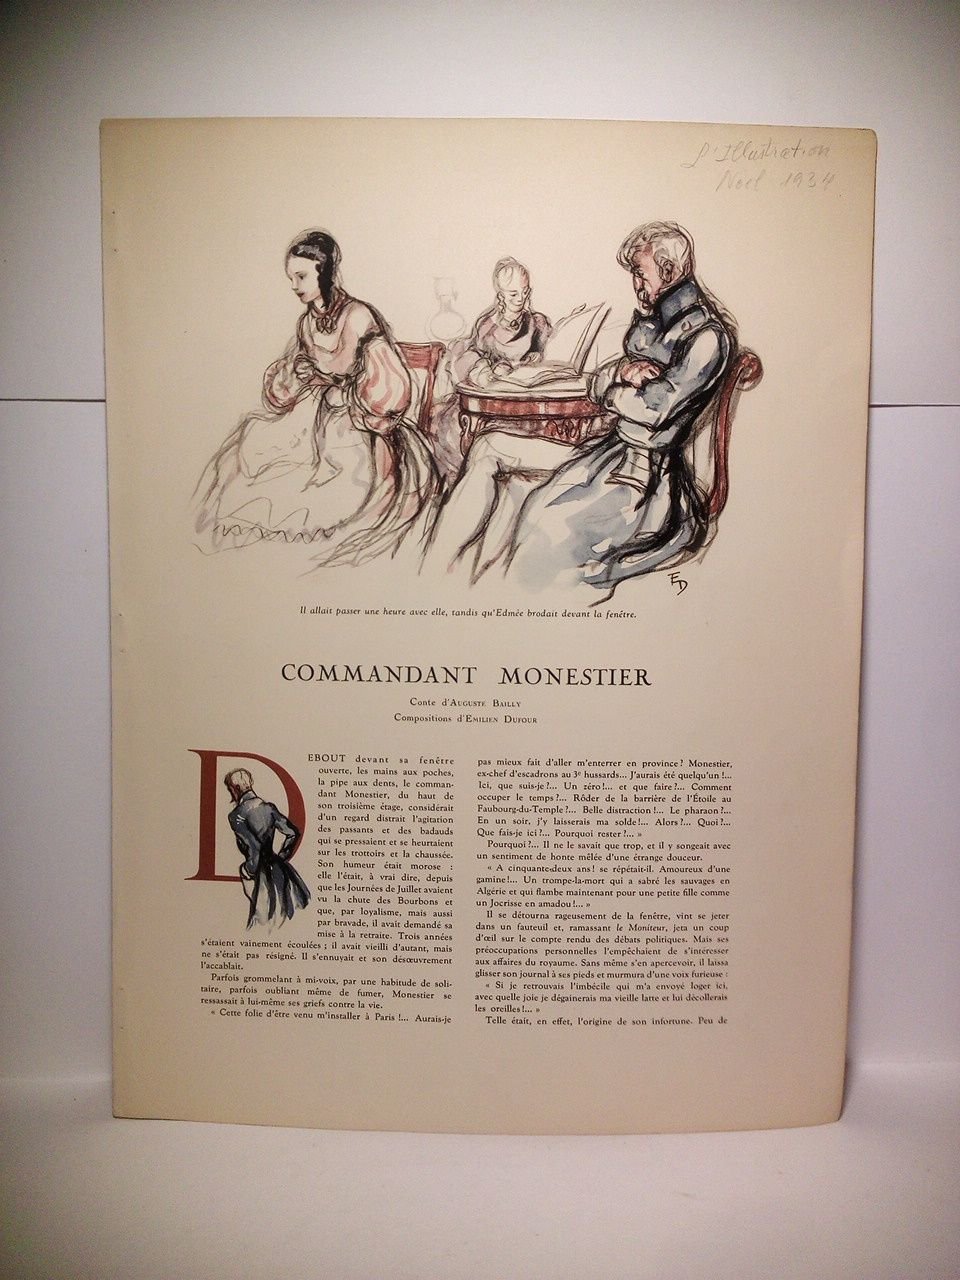 L'Illustration
Noel 1934
ED
Il allait passer une heure avec elle, tandis qu'Edmée brodait devant la fenêtre.
COMMANDANT MONESTIER
Conte d'AUGUSTE BAILLY
Compositions d'EMILIEN DUFOUR
DEBOUT devant sa fenêtre
ouverte, les mains aux poches,
la pipe aux dents, le comman-
dant Monestier, du haut de
son troisième étage, considérait
d'un regard distrait l'agitation
des passants et des badauds
qui se pressaient et se heurtaient
sur les trottoirs et la chaussée.
Son humeur était morose :
elle l'était, à vrai dire, depuis
que les Journées de Juillet avaient
vu la chute des Bourbons et
que, par loyalisme, mais aussi
par bravade, il avait demandé sa
mise à la retraite. Trois années
s'étaient vainement écoulées ; il avait vieilli d'autant, mais
ne s'était pas résigné. Il s'ennuyait et son désœuvrement
l'accablait.
Parfois grommelant à mi-voix, par une habitude de soli-
taire, parfois oubliant même de fumer, Monestier se
ressassait à lui-même ses griefs contre la vie.
« Cette folie d'être venu m'installer à Paris !... Aurais-je
pas mieux fait d'aller m'enterrer en province ? Monestier,
ex-chef d'escadrons au 3e hussards... J'aurais été quelqu'un !...
Ici, que suis-je ?... Un zéro !... et que faire ?... Comment
occuper le temps ?... Rôder de la barrière de l'Étoile au
Faubourg-du-Temple ?... Belle distraction !... Le pharaon ?...
En un soir, j'y laisserais ma solde !... Alors ?... Quoi ?...
Que fais-je ici ?... Pourquoi rester ?... »
Pourquoi ?... Il ne le savait que trop, et il y songeait avec
un sentiment de honte mêlée d'une étrange douceur.
« A cinquante-deux ans ! se répétait-il. Amoureux d'une
gamine !... Un trompe-la-mort qui a sabré les sauvages en
Algérie et qui flambe maintenant pour une petite fille comme
un Jocrisse en amadou !... »
Il se détourna rageusement de la fenêtre, vint se jeter
dans un fauteuil et, ramassant le Moniteur, jeta un coup
d'œil sur le compte rendu des débats politiques. Mais ses
préoccupations personnelles l'empêchaient de s'intéresser
aux affaires du royaume. Sans même s'en apercevoir, il laissa
glisser son journal à ses pieds et murmura d'une voix furieuse :
« Si je retrouvais l'imbécile qui m'a envoyé loger ici,
avec quelle joie je dégainerais ma vieille latte et lui décollerais
les oreilles !... »
Telle était, en effet, l'origine de son infortune. Peu de